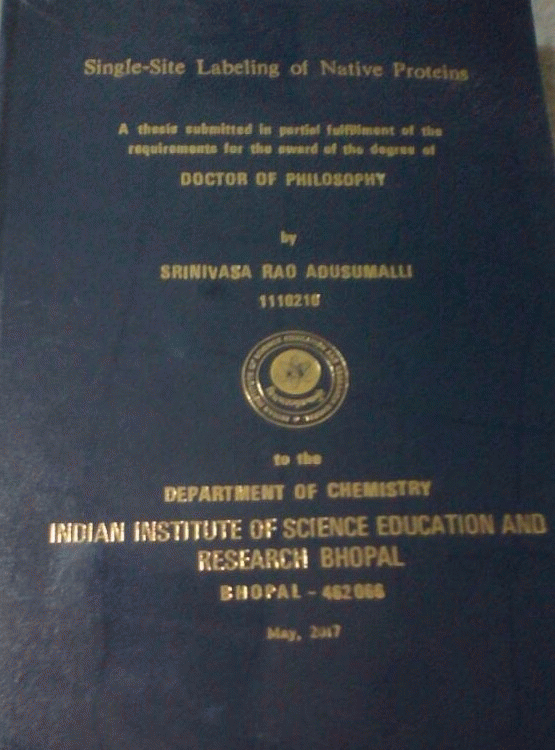 Single-Site Labeling of Native Proteins
A thesis submitted in partial fulfillment of the
requirements for the award of the degree of
DOCTOR OF PHILOSOPHY
by
SRINIVASA RAO ADUSUMALLI
1110216
to the
DEPARTMENT OF CHEMISTRY
INDIAN INSTITUTE OF SCIENCE EDUCATION AND
RESEARCH BHOPAL
BHOPAL - 462066
May, 2017